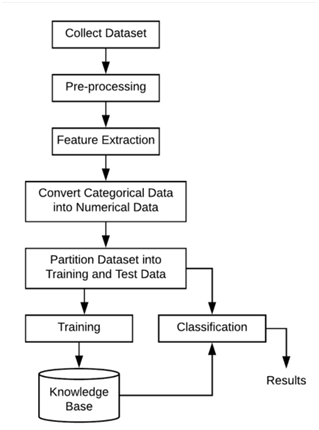 Collect Dataset
Pre-processing
Feature Extraction
Convert Categorical Data
into Numerical Data
Partition Dataset into
Training and Test Data
Training
Classification
Results
Knowledge
Base